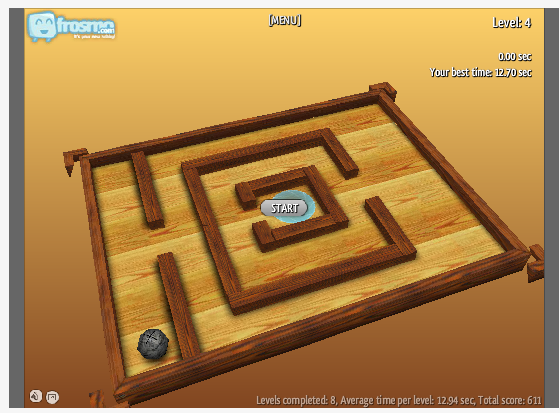 frosmo.com
[MENU]
Level: 4
0.00 sec
Your best time: 12.70 sec
START
Levels completed: 8, Average time per level: 12.94 sec, Total score: 611